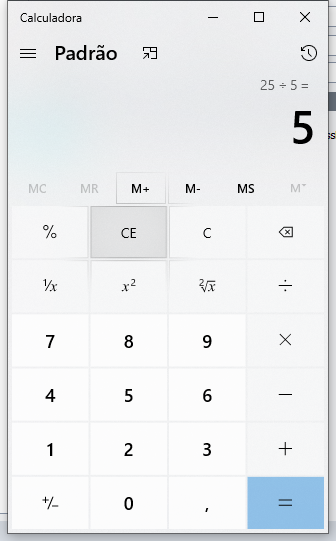 Calculadora
Padrão
25 ÷ 5 =
5
MC MR M+ M- MS M˅
% CE C
¹/x x² ²√x ÷
7 8 9 ×
4 5 6 −
1 2 3 +
+/− 0 , =